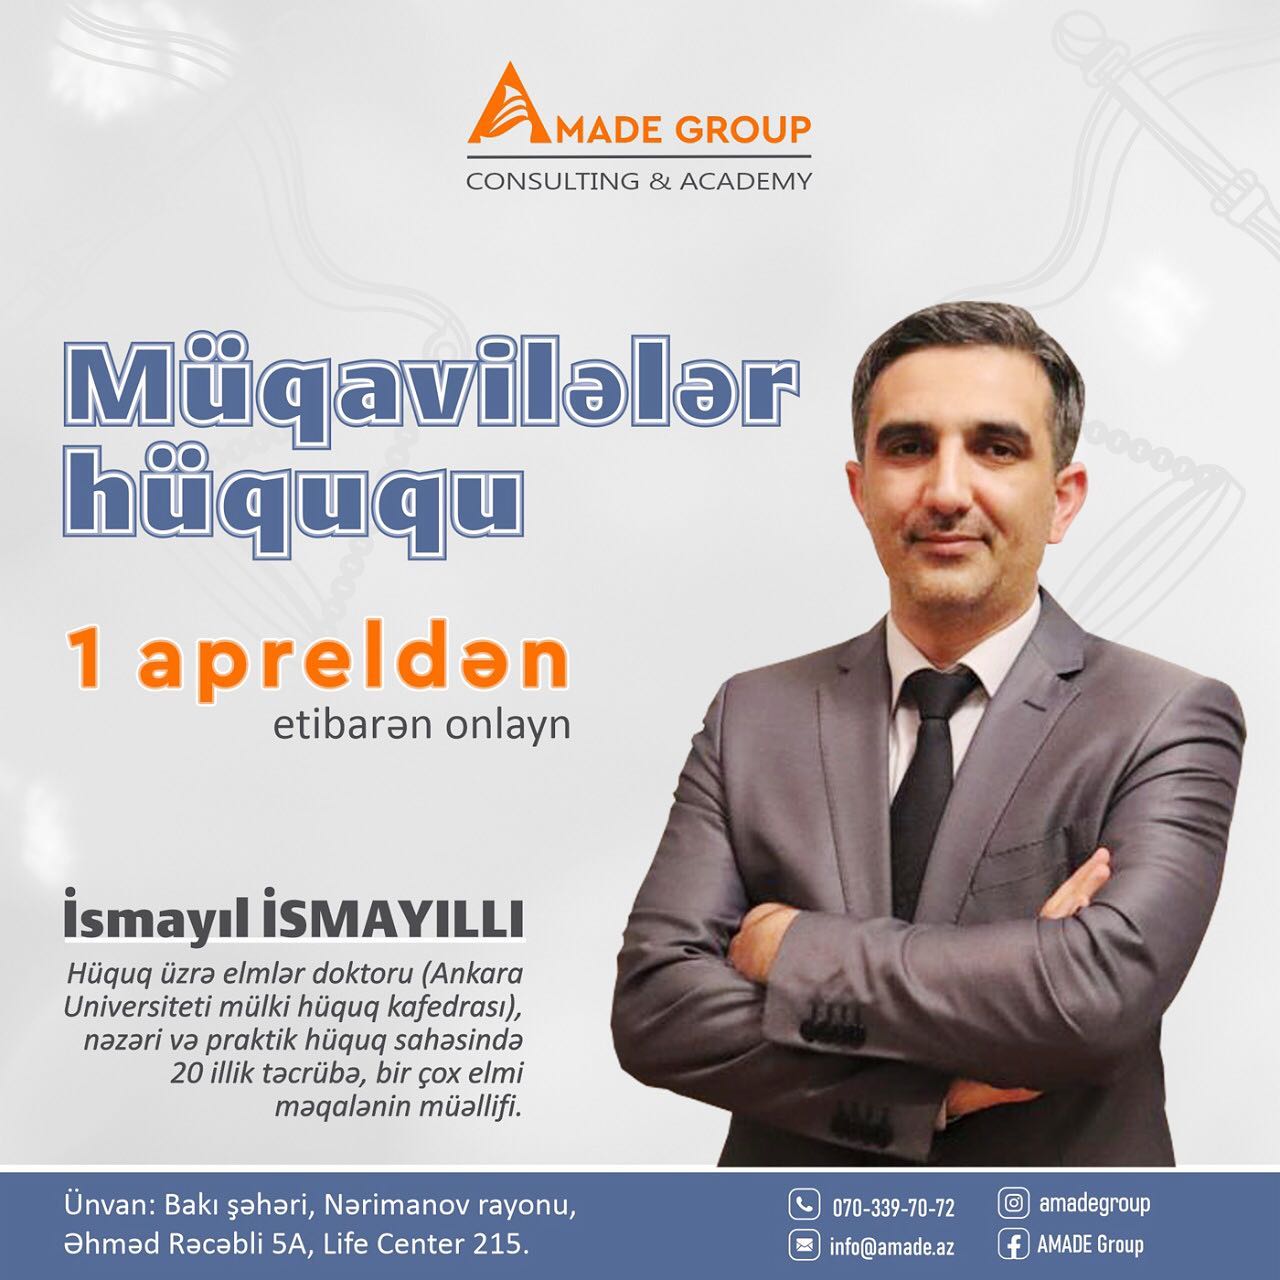 AMADE GROUP
CONSULTING & ACADEMY
Müqavilələr
hüququ
1 apreldən
etibarən onlayn
İsmayıl İSMAYILLI
Hüquq üzrə elmlər doktoru (Ankara
Universiteti mülki hüquq kafedrası),
nəzəri və praktik hüquq sahəsində
20 illik təcrübə, bir çox elmi
məqalənin müəllifi.
Ünvan: Bakı şəhəri, Nərimanov rayonu,
Əhməd Rəcəbli 5A, Life Center 215.
070-339-70-72
info@amade.az
amadegroup
AMADE Group